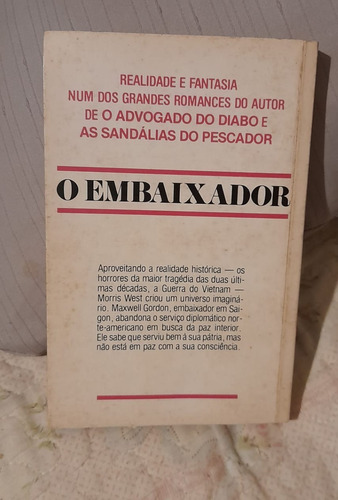 REALIDADE E FANTASIA
NUM DOS GRANDES ROMANCES DO AUTOR
DE O ADVOGADO DO DIABO E
AS SANDÁLIAS DO PESCADOR
O EMBAIXADOR
Aproveitando a realidade histórica — os
horrores da maior tragédia das duas últi-
mas décadas, a Guerra do Vietnam —
Morris West criou um universo imaginá-
rio. Maxwell Gordon, embaixador em Sai-
gon, abandona o serviço diplomático nor-
te-americano em busca da paz interior.
Ele sabe que serviu bem à sua pátria, mas
não está em paz com a sua consciência.